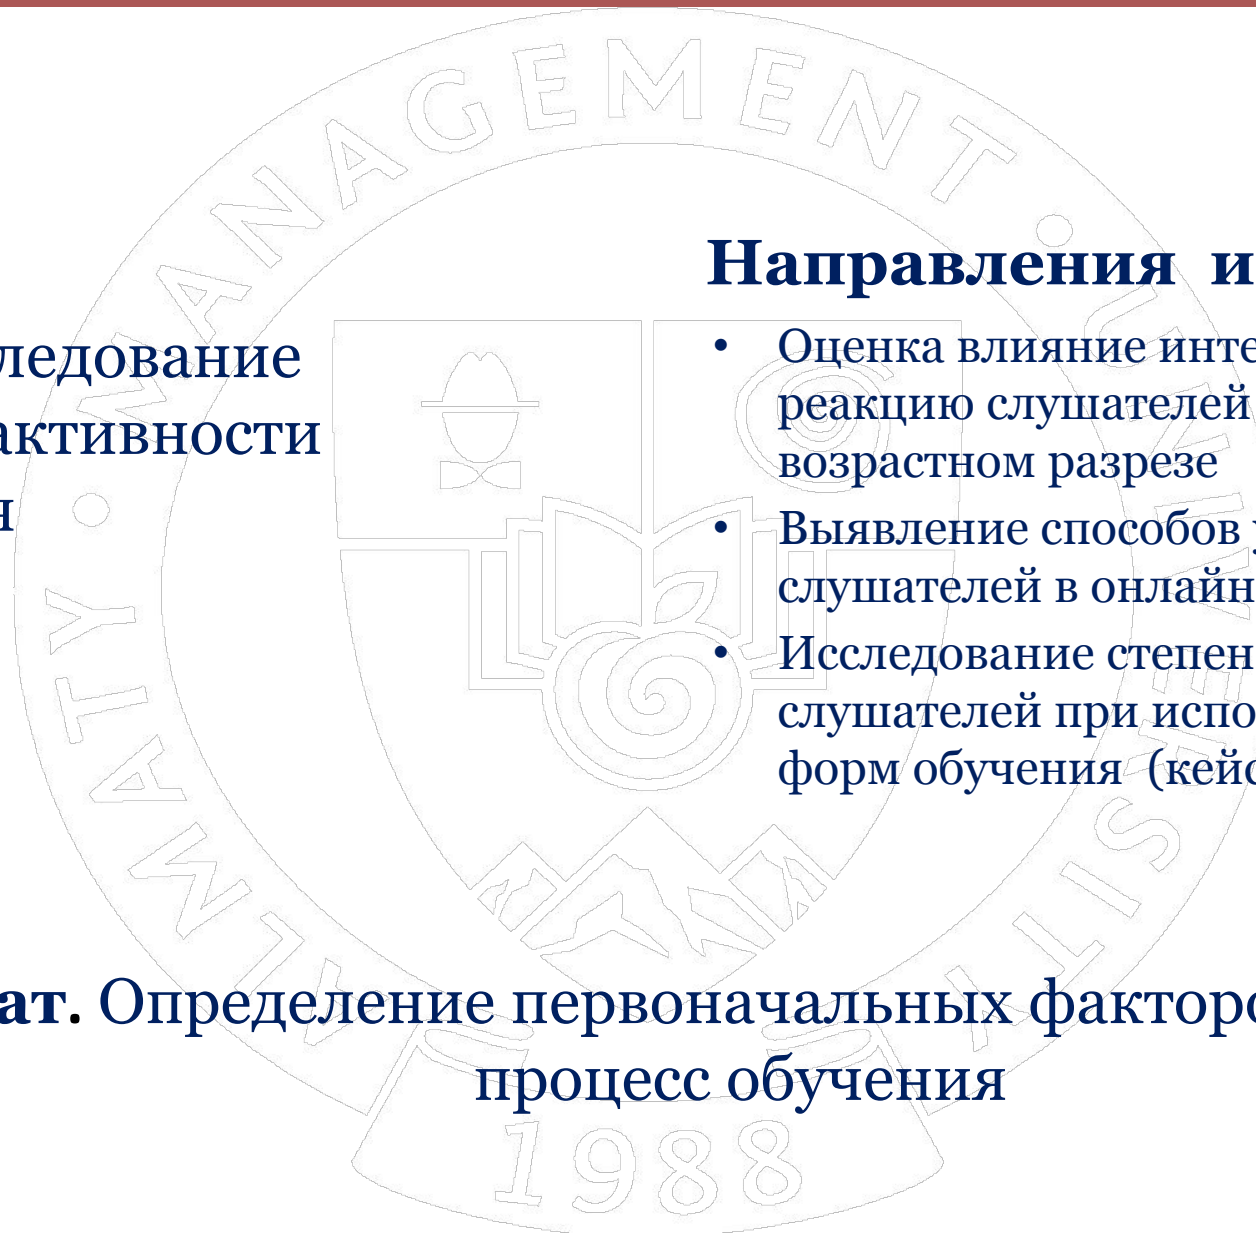 Направления и
ледование
активности
я
• Оценка влияние инте
реакцию слушателей
возрастном разрезе
• Выявление способов
слушателей в онлайн
• Исследование степен
слушателей при испо
форм обучения (кейс
ат. Определение первоначальных факторо
процесс обучения
ALMATY • MANAGEMENT • UNIVERSITY
1988